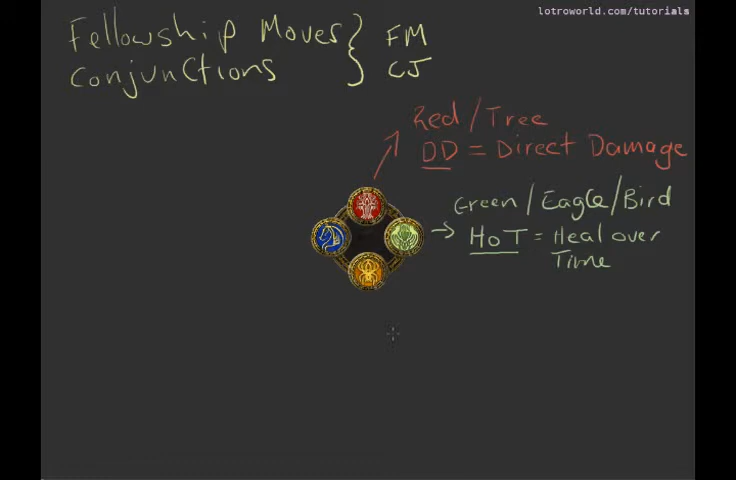 lotroworld.com/tutorials
Fellowship Moves } FM
Conjunctions CJ
Red / Tree
DD = Direct Damage
Green / Eagle / Bird
HoT = Heal over
Time